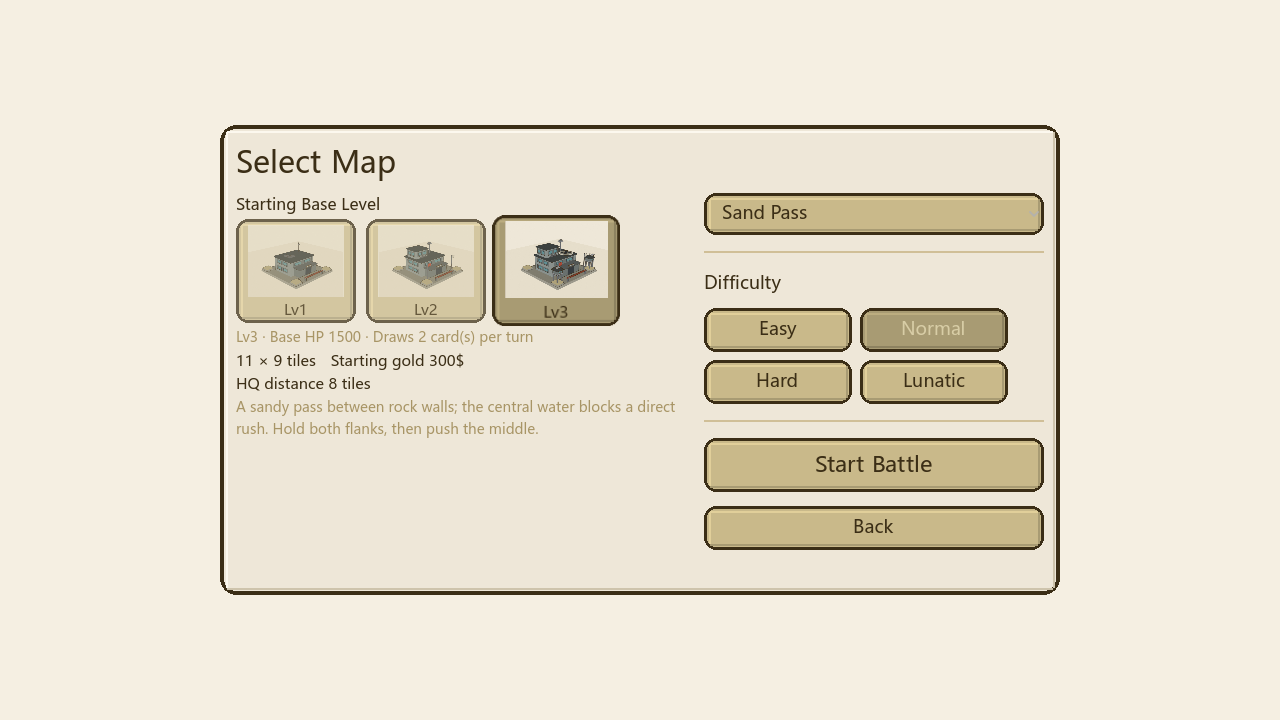 Select Map
Starting Base Level
Lv1
Lv2
Lv3
Lv3 · Base HP 1500 · Draws 2 card(s) per turn
11 × 9 tiles Starting gold 300$
HQ distance 8 tiles
A sandy pass between rock walls; the central water blocks a direct
rush. Hold both flanks, then push the middle.
Sand Pass
Difficulty
Easy
Normal
Hard
Lunatic
Start Battle
Back